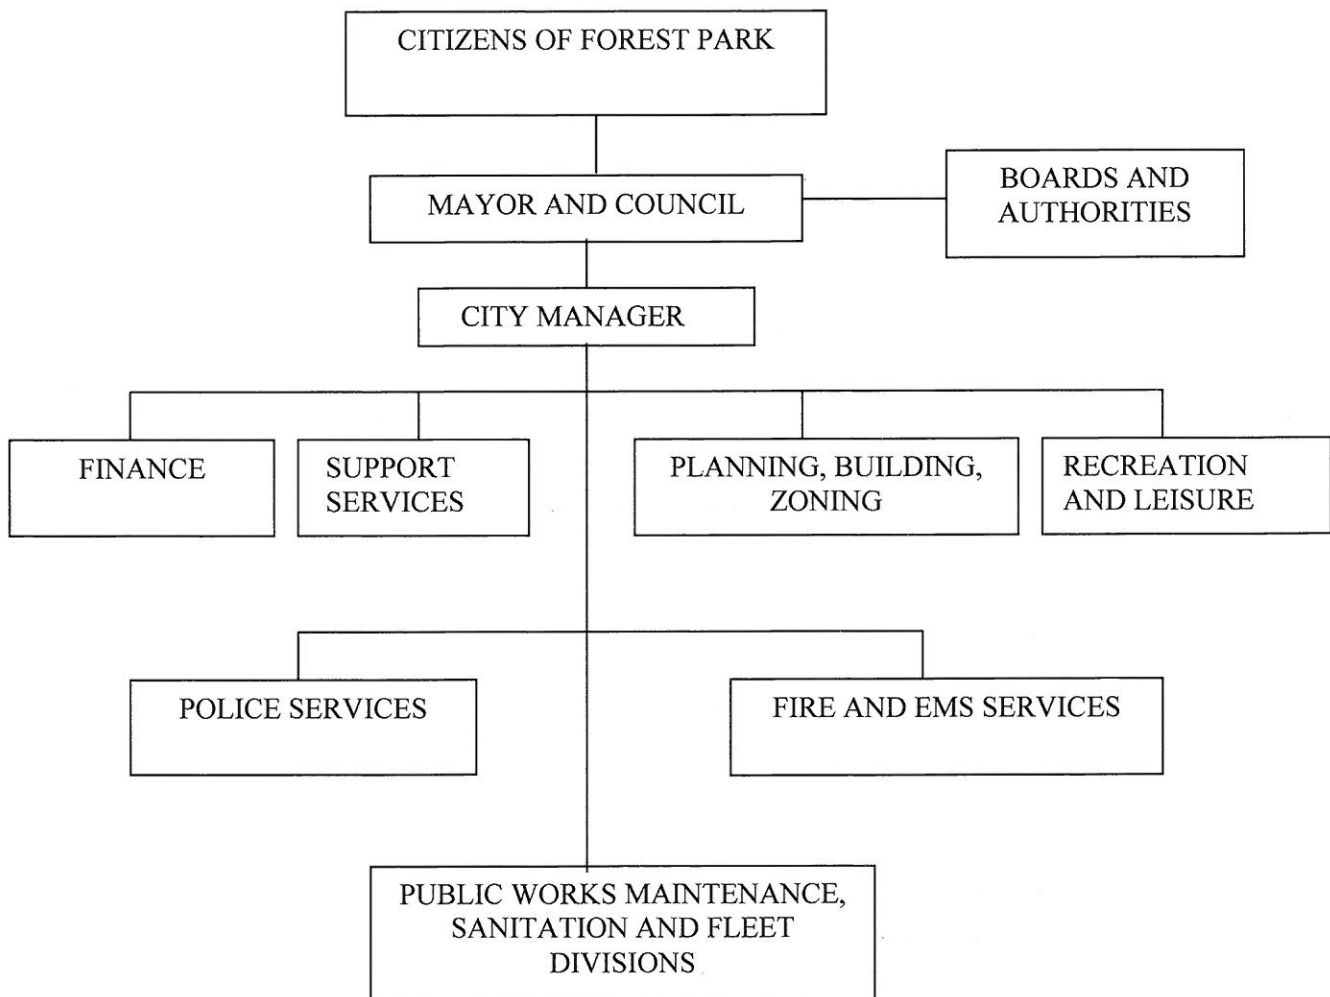 CITIZENS OF FOREST PARK
MAYOR AND COUNCIL
BOARDS AND
AUTHORITIES
CITY MANAGER
FINANCE
SUPPORT
SERVICES
PLANNING, BUILDING,
ZONING
RECREATION
AND LEISURE
POLICE SERVICES
FIRE AND EMS SERVICES
PUBLIC WORKS MAINTENANCE,
SANITATION AND FLEET
DIVISIONS